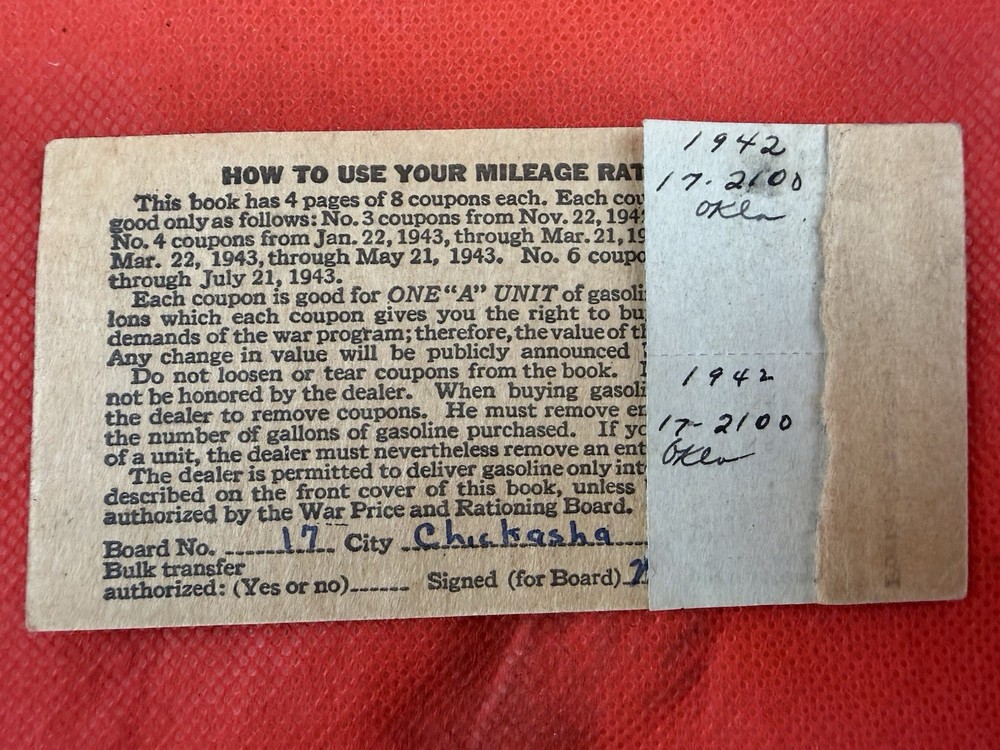 HOW TO USE YOUR MILEAGE RAT
This book has 4 pages of 8 coupons each. Each cou
good only as follows: No. 3 coupons from Nov. 22, 194
No. 4 coupons from Jan. 22, 1943, through Mar. 21, 19
Mar. 22, 1943, through May 21, 1943. No. 6 coupo
through July 21, 1943.
Each coupon is good for ONE "A" UNIT of gasoli
lons which each coupon gives you the right to bu
demands of the war program; therefore, the value of th
Any change in value will be publicly announced
Do not loosen or tear coupons from the book.
not be honored by the dealer. When buying gasoli
the dealer to remove coupons. He must remove en
the number of gallons of gasoline purchased. If yo
of a unit, the dealer must nevertheless remove an ent
The dealer is permitted to deliver gasoline only int
described on the front cover of this book, unless
authorized by the War Price and Rationing Board.
Board No. 17 City Chickasha
Bulk transfer
authorized: (Yes or no)...... Signed (for Board)
1942
17-2100
Okla.
1942
17-2100
Okla